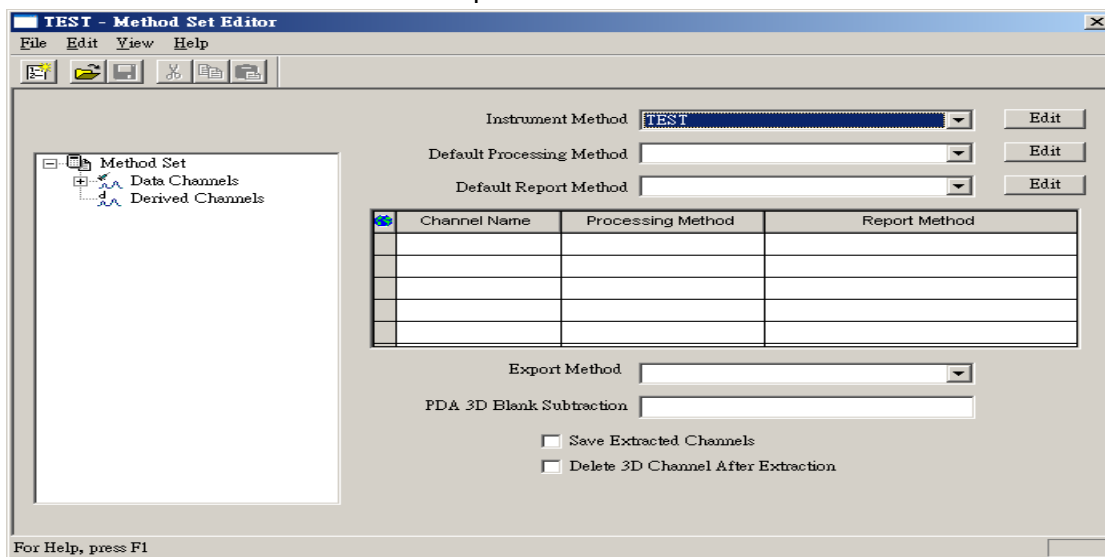 TEST - Method Set Editor
File Edit View Help
Instrument Method TEST Edit
Default Processing Method Edit
Default Report Method Edit
Method Set
Data Channels
Derived Channels
Channel Name Processing Method Report Method
Export Method
PDA 3D Blank Subtraction
Save Extracted Channels
Delete 3D Channel After Extraction
For Help, press F1